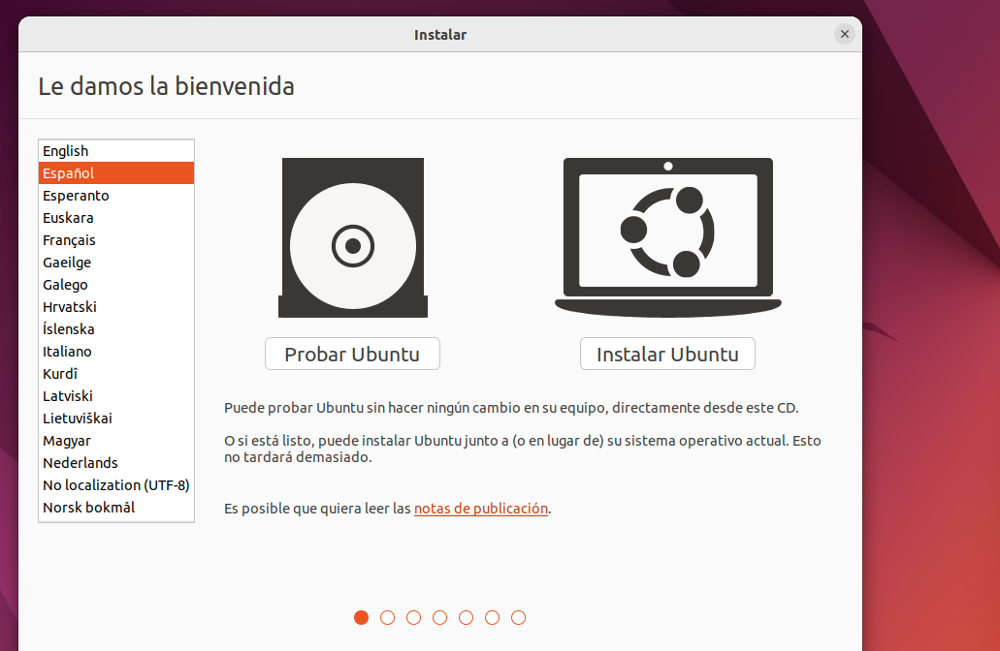 Instalar
Le damos la bienvenida
English
Español
Esperanto
Euskara
Français
Gaeilge
Galego
Hrvatski
Íslenska
Italiano
Kurdî
Latviski
Lietuviškai
Magyar
Nederlands
No localization (UTF-8)
Norsk bokmål
Probar Ubuntu
Instalar Ubuntu
Puede probar Ubuntu sin hacer ningún cambio en su equipo, directamente desde este CD.
O si está listo, puede instalar Ubuntu junto a (o en lugar de) su sistema operativo actual. Esto
no tardará demasiado.
Es posible que quiera leer las notas de publicación.